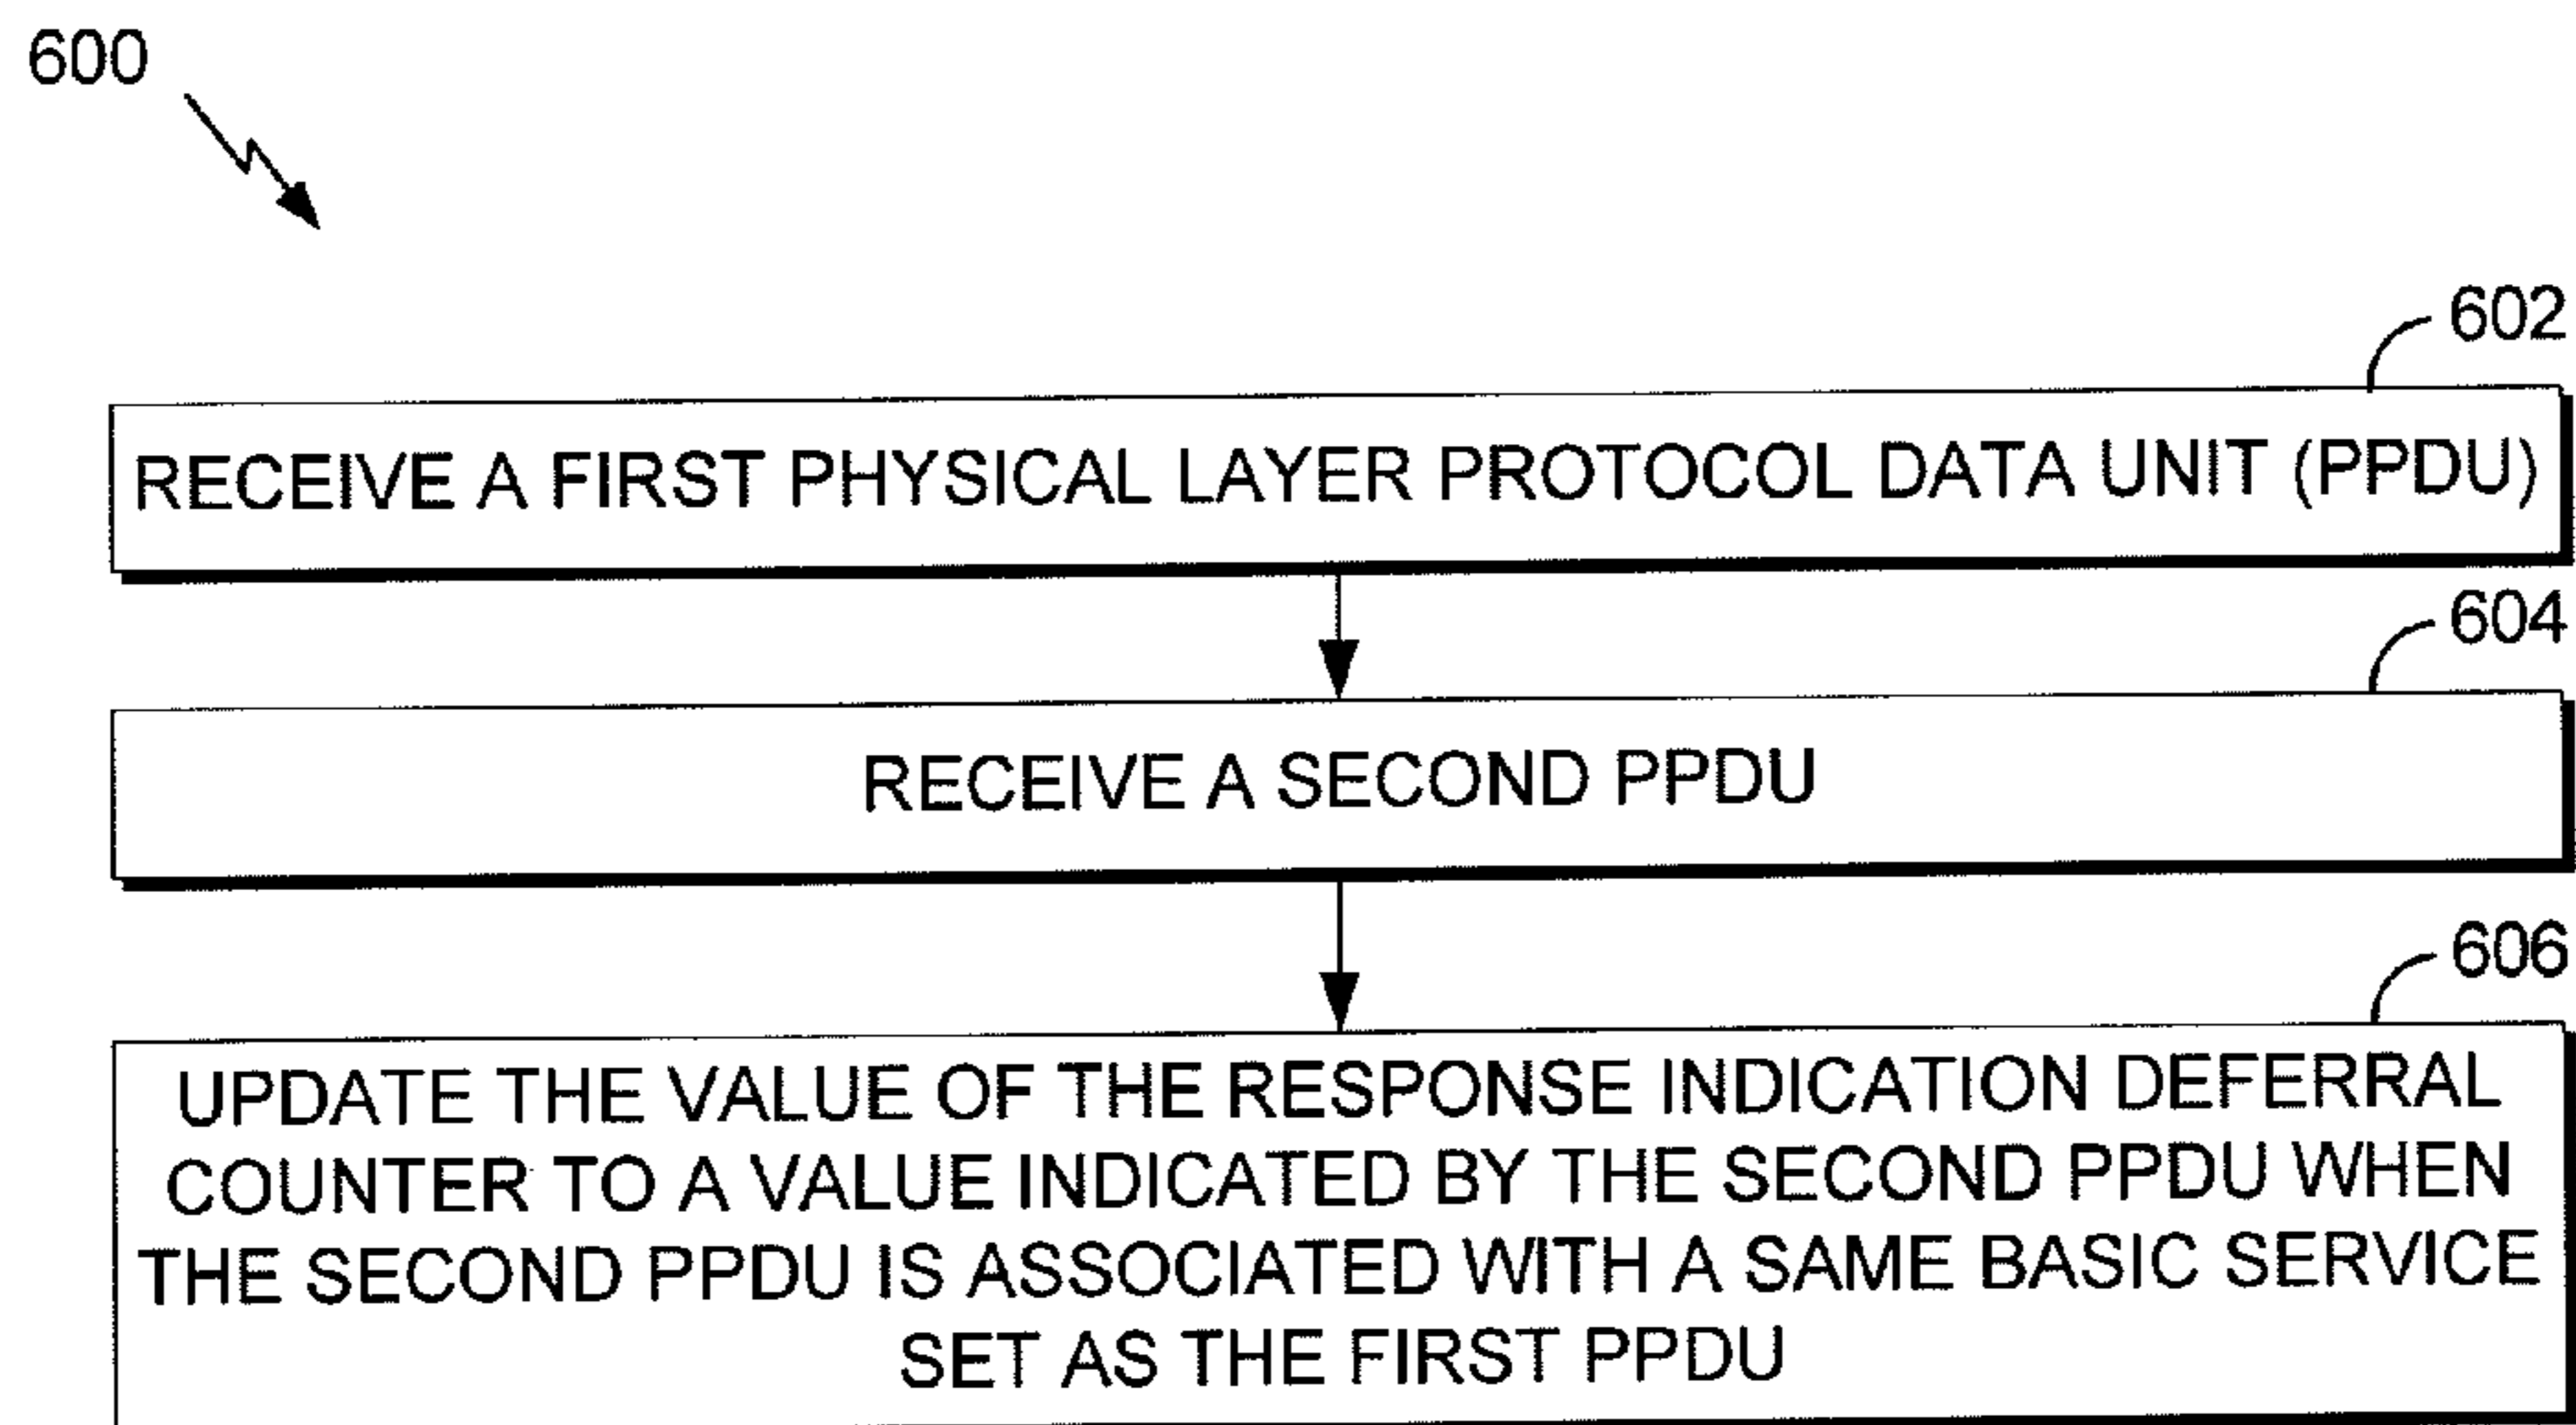 600
602
RECEIVE A FIRST PHYSICAL LAYER PROTOCOL DATA UNIT (PPDU)
604
RECEIVE A SECOND PPDU
606
UPDATE THE VALUE OF THE RESPONSE INDICATION DEFERRAL
COUNTER TO A VALUE INDICATED BY THE SECOND PPDU WHEN
THE SECOND PPDU IS ASSOCIATED WITH A SAME BASIC SERVICE
SET AS THE FIRST PPDU